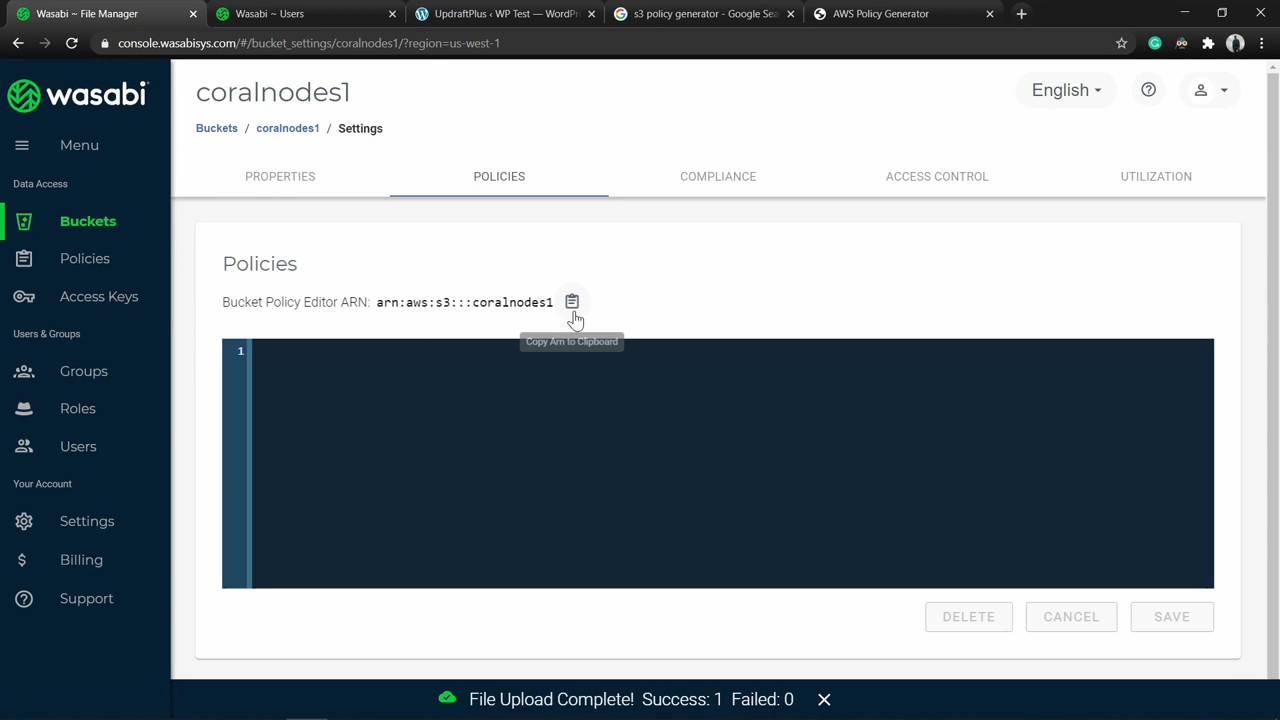 Wasabi ~ File Manager
Wasabi ~ Users
UpdraftPlus ‹ WP Test — WordPr
s3 policy generator - Google Sea
AWS Policy Generator
console.wasabisys.com/#/bucket_settings/coralnodes1/?region=us-west-1
wasabi
Menu
Data Access
Buckets
Policies
Access Keys
Users & Groups
Groups
Roles
Users
Your Account
Settings
$ Billing
Support
coralnodes1
English
Buckets / coralnodes1 / Settings
PROPERTIES
POLICIES
COMPLIANCE
ACCESS CONTROL
UTILIZATION
Policies
Bucket Policy Editor ARN: arn:aws:s3:::coralnodes1
Copy Arn to Clipboard
1
DELETE
CANCEL
SAVE
File Upload Complete! Success: 1 Failed: 0